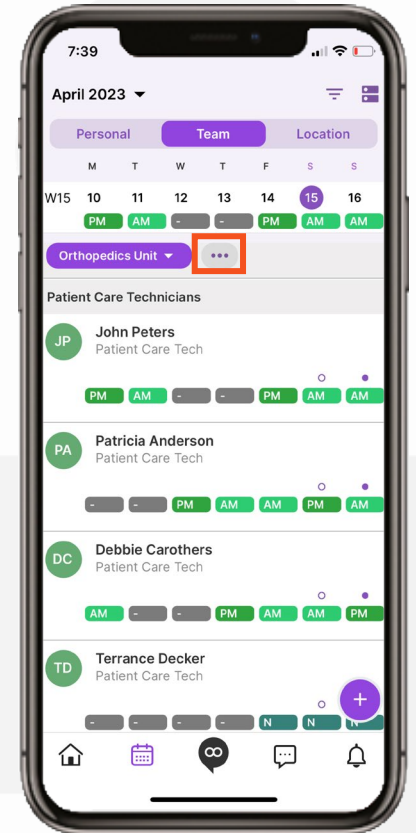 7:39
April 2023
Personal Team Location
M T W T F S S
W15 10 11 12 13 14 15 16
PM AM - - PM AM AM
Orthopedics Unit •••
Patient Care Technicians
JP John Peters
Patient Care Tech
PM AM - - PM AM AM
PA Patricia Anderson
Patient Care Tech
- - PM AM AM PM AM
DC Debbie Carothers
Patient Care Tech
AM - - PM AM AM PM
TD Terrance Decker
Patient Care Tech
+
- - - - N N N